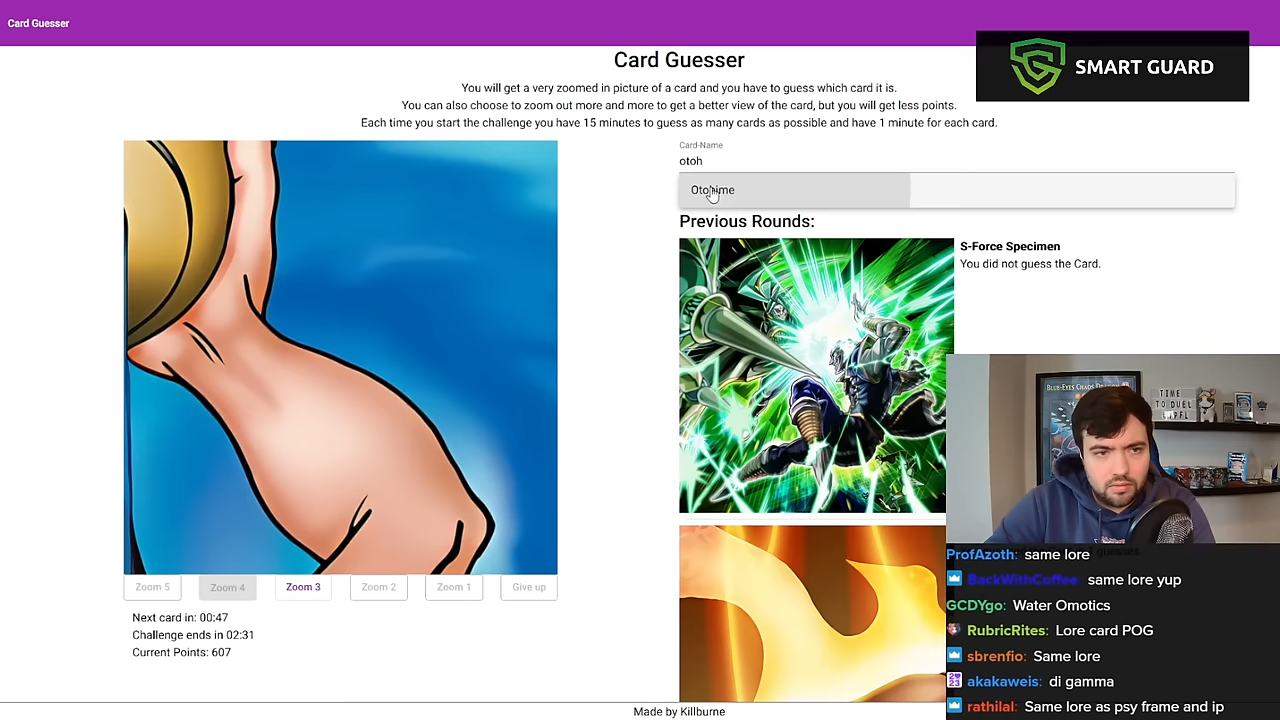 Card Guesser
SMART GUARD
Card Guesser
You will get a very zoomed in picture of a card and you have to guess which card it is.
You can also choose to zoom out more and more to get a better view of the card, but you will get less points.
Each time you start the challenge you have 15 minutes to guess as many cards as possible and have 1 minute for each card.
Card-Name
otoh
Otohime
Previous Rounds:
S-Force Specimen
You did not guess the Card.
Zoom 5
Zoom 4
Zoom 3
Zoom 2
Zoom 1
Give up
Next card in: 00:47
Challenge ends in 02:31
Current Points: 607
BLUE-EYES CHAOS
TIME
TO DUEL
guesses
ProfAzoth: same lore
BackWithCoffee same lore yup
GCDYgo: Water Omotics
RubricRites: Lore card POG
sbrenfio: Same lore
akakaweis: di gamma
rathilal: Same lore as psy frame and ip
Made by Killburne